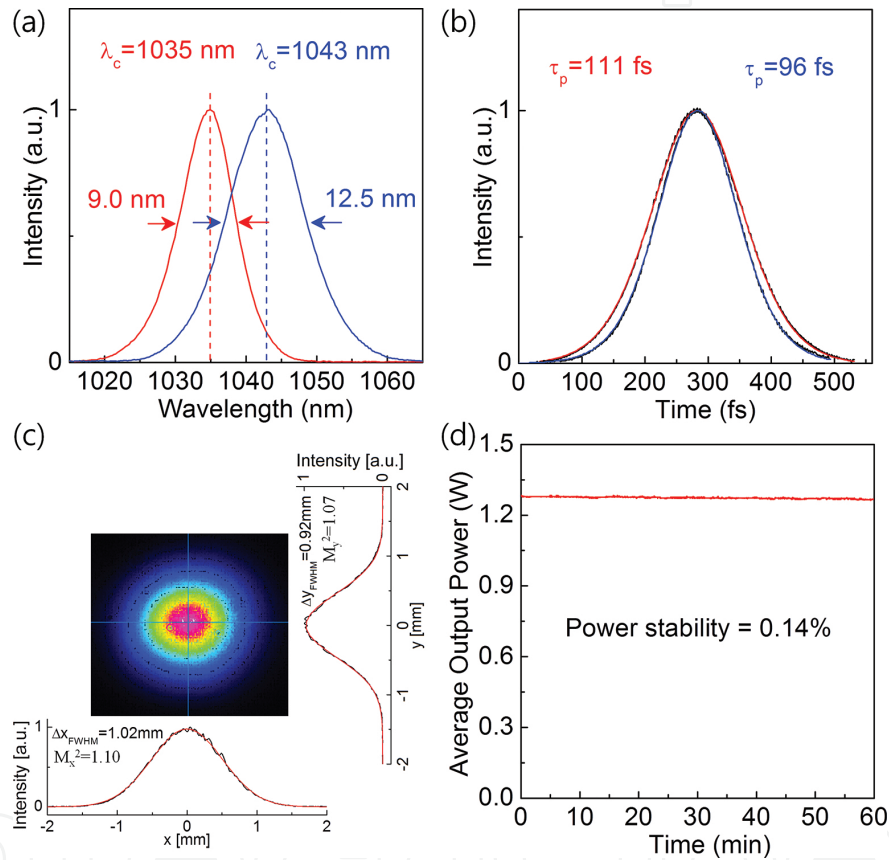 (a)
λc=1035 nm
λc=1043 nm
9.0 nm
12.5 nm
Intensity (a.u.)
1
0
1020 1030 1040 1050 1060
Wavelength (nm)
(b)
τp=111 fs
τp=96 fs
Intensity (a.u.)
1
0
0 100 200 300 400 500
Time (fs)
(c)
Intensity [a.u.]
1 0
ΔyFWHM=0.92mm
My²=1.07
2
1
0
-1
-2
y [mm]
Intensity [a.u.]
1
0
ΔxFWHM=1.02mm
Mx²=1.10
-2 -1 0 1 2
x [mm]
(d)
Average Output Power (W)
1.5
1.2
0.9
0.6
0.3
0.0
Power stability = 0.14%
0 10 20 30 40 50 60
Time (min)